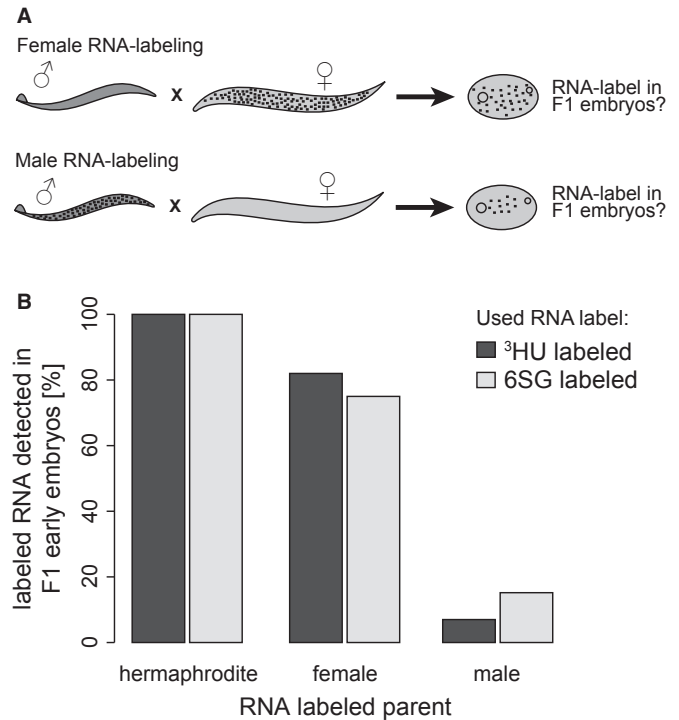 A
Female RNA-labeling
♂
x
♀
RNA-label in
F1 embryos?
Male RNA-labeling
♂
x
♀
RNA-label in
F1 embryos?
B
labeled RNA detected in
F1 early embryos [%]
100
80
60
40
20
0
Used RNA label:
³HU labeled
6SG labeled
hermaphrodite
female
male
RNA labeled parent